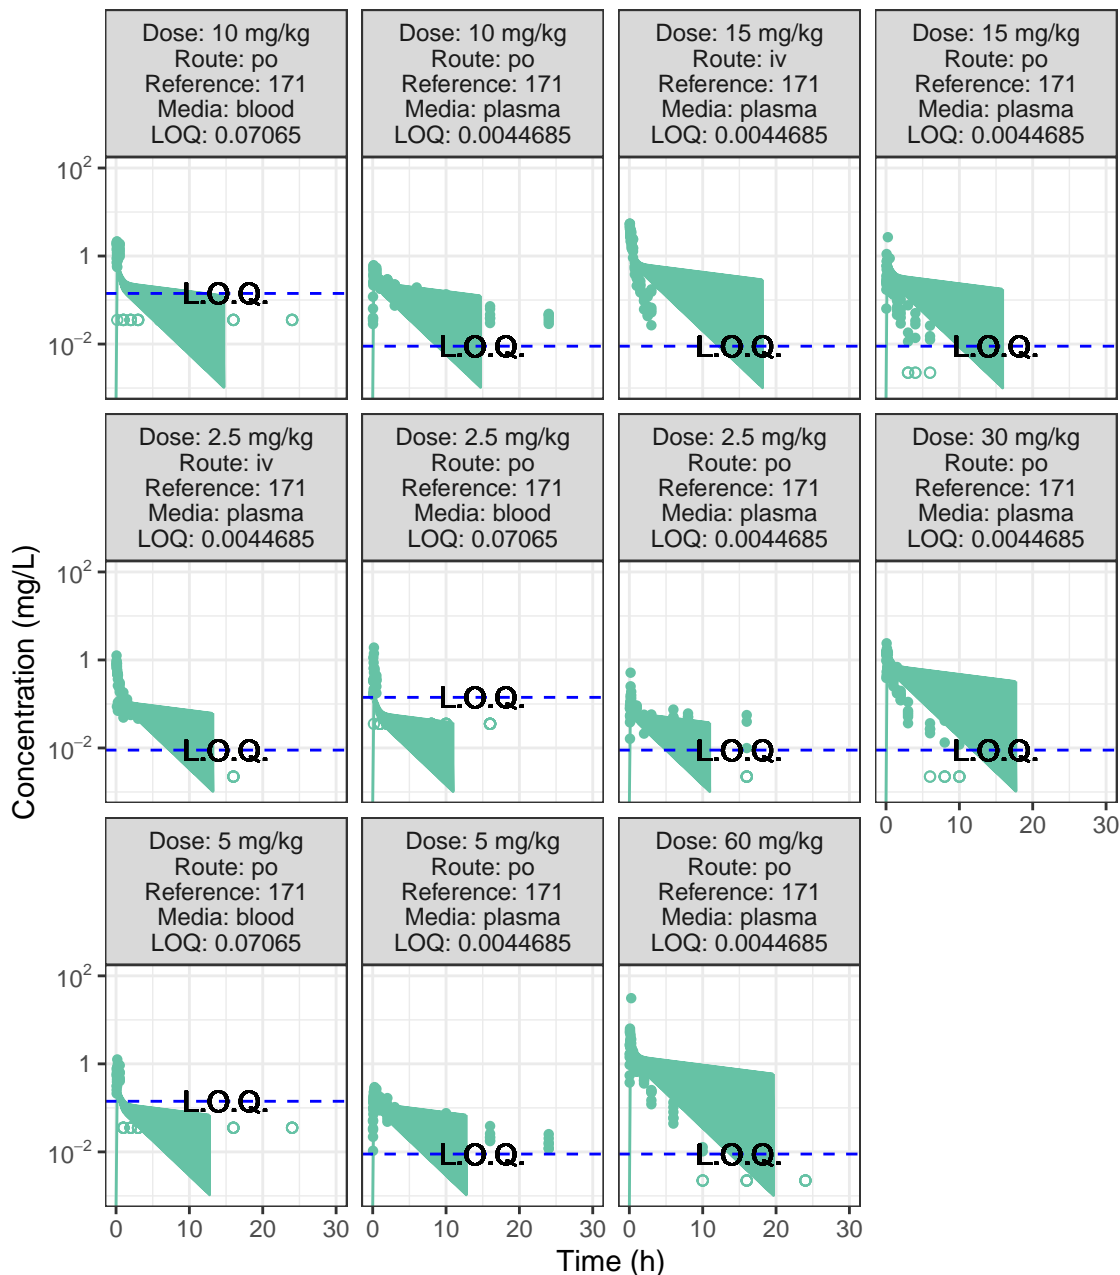 Dose: 10 mg/kg
Route: po
Reference: 171
Media: blood
LOQ: 0.07065
Dose: 10 mg/kg
Route: po
Reference: 171
Media: plasma
LOQ: 0.0044685
Dose: 15 mg/kg
Route: iv
Reference: 171
Media: plasma
LOQ: 0.0044685
Dose: 15 mg/kg
Route: po
Reference: 171
Media: plasma
LOQ: 0.0044685
10²
1
10⁻²
L.O.Q.
L.O.Q.
L.O.Q.
L.O.Q.
Dose: 2.5 mg/kg
Route: iv
Reference: 171
Media: plasma
LOQ: 0.0044685
Dose: 2.5 mg/kg
Route: po
Reference: 171
Media: blood
LOQ: 0.07065
Dose: 2.5 mg/kg
Route: po
Reference: 171
Media: plasma
LOQ: 0.0044685
Dose: 30 mg/kg
Route: po
Reference: 171
Media: plasma
LOQ: 0.0044685
Concentration (mg/L)
10²
1
10⁻²
L.O.Q.
L.O.Q.
L.O.Q.
L.O.Q.
0 10 20 30
Dose: 5 mg/kg
Route: po
Reference: 171
Media: blood
LOQ: 0.07065
Dose: 5 mg/kg
Route: po
Reference: 171
Media: plasma
LOQ: 0.0044685
Dose: 60 mg/kg
Route: po
Reference: 171
Media: plasma
LOQ: 0.0044685
10²
1
10⁻²
L.O.Q.
L.O.Q.
L.O.Q.
0 10 20 30
0 10 20 30
0 10 20 30
Time (h)